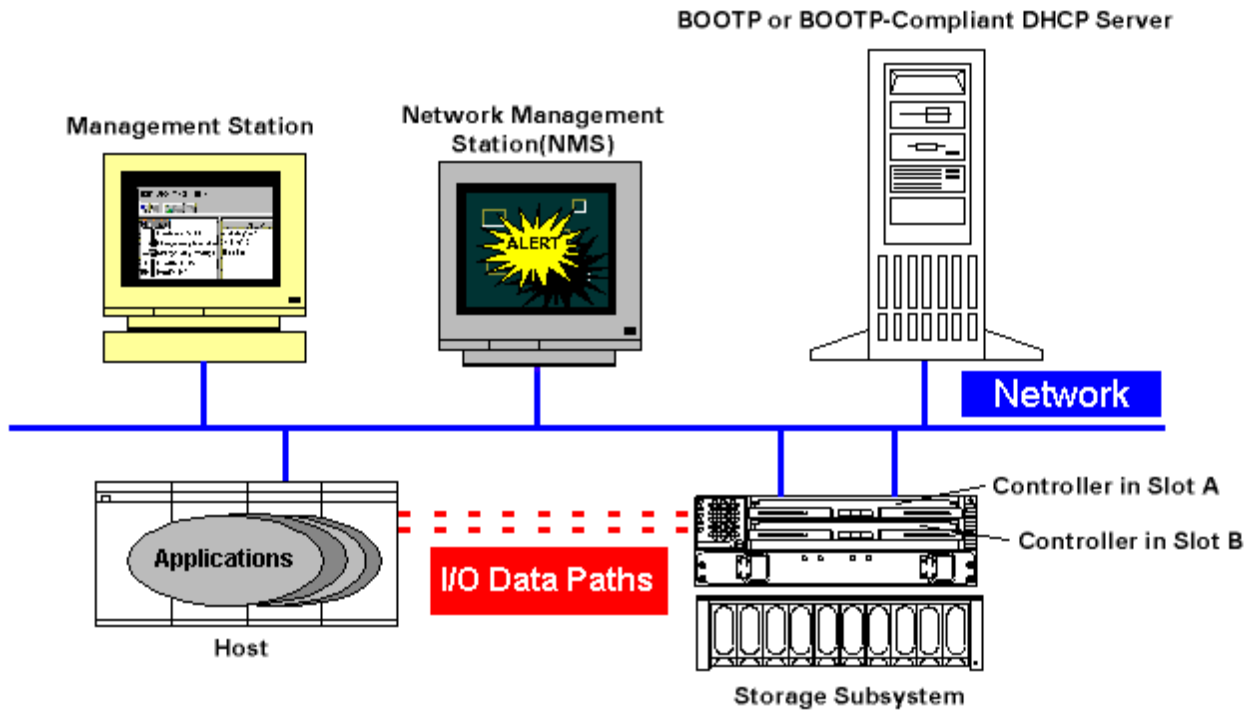 BOOTP or BOOTP-Compliant DHCP Server
Management Station
Network Management
Station(NMS)
ALERT
Network
Controller in Slot A
Controller in Slot B
Applications
I/O Data Paths
Host
Storage Subsystem